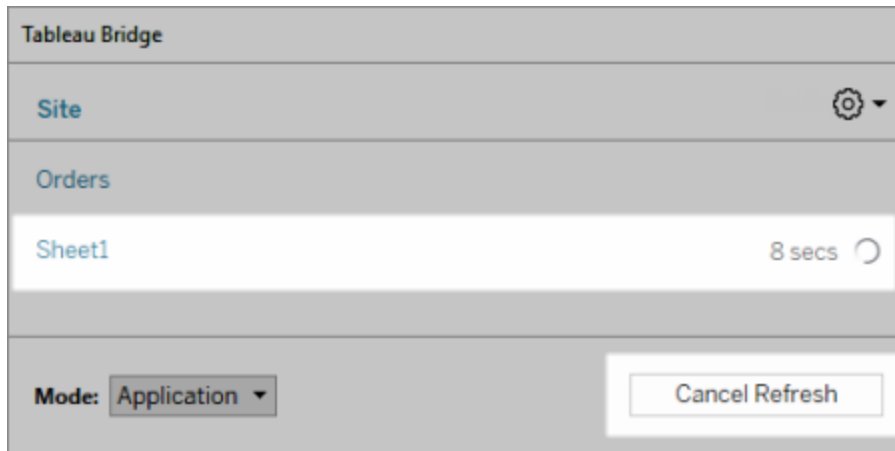 Tableau Bridge
Site
Orders
Sheet1 8 secs
Mode: Application Cancel Refresh